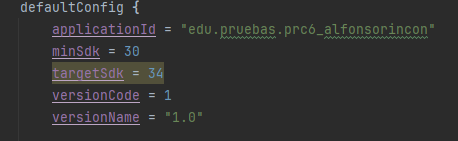 defaultConfig {
applicationId = "edu.pruebas.prc6_alfonsorincon"
minSdk = 30
targetSdk = 34
versionCode = 1
versionName = "1.0"